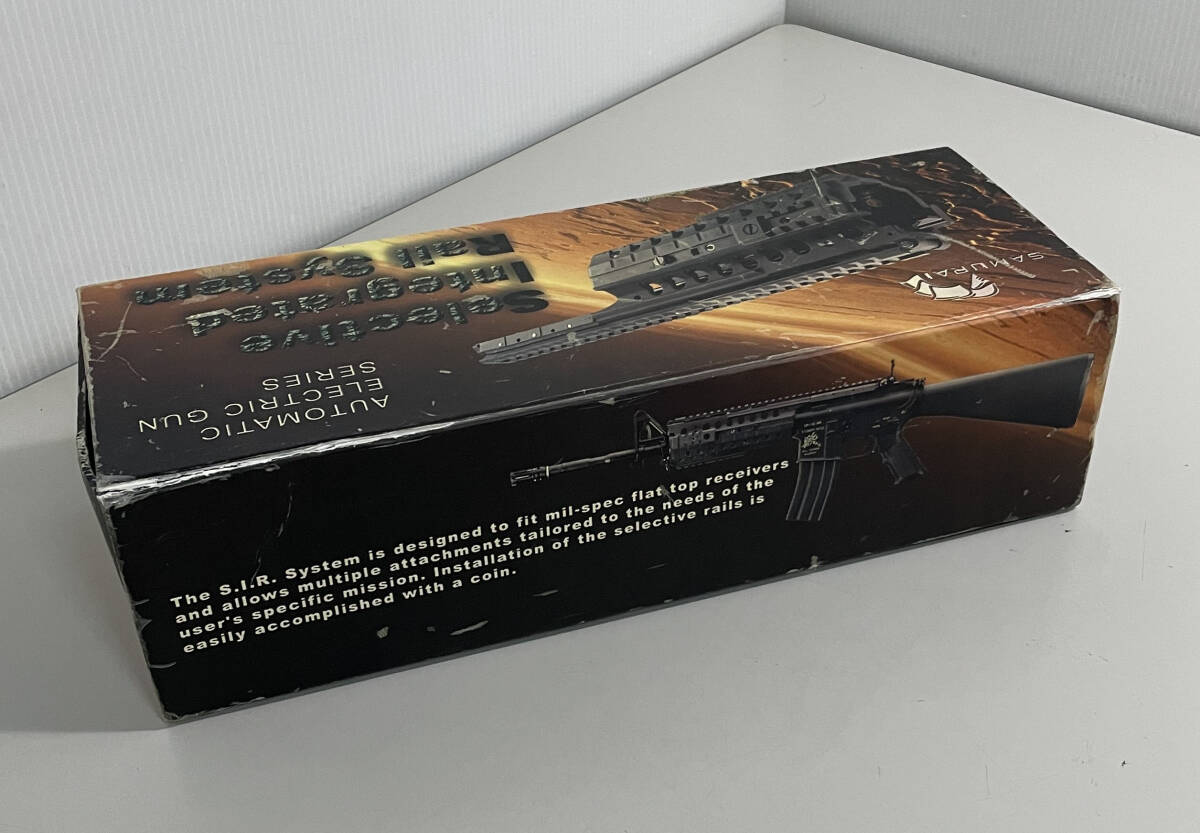 SAMURAI
Selective
Integrated
Rail System
AUTOMATIC
ELECTRIC GUN
SERIES
The S.I.R. System is designed to fit mil-spec flat top receivers
and allows multiple attachments tailored to the needs of the
user's specific mission. Installation of the selective rails is
easily accomplished with a coin.